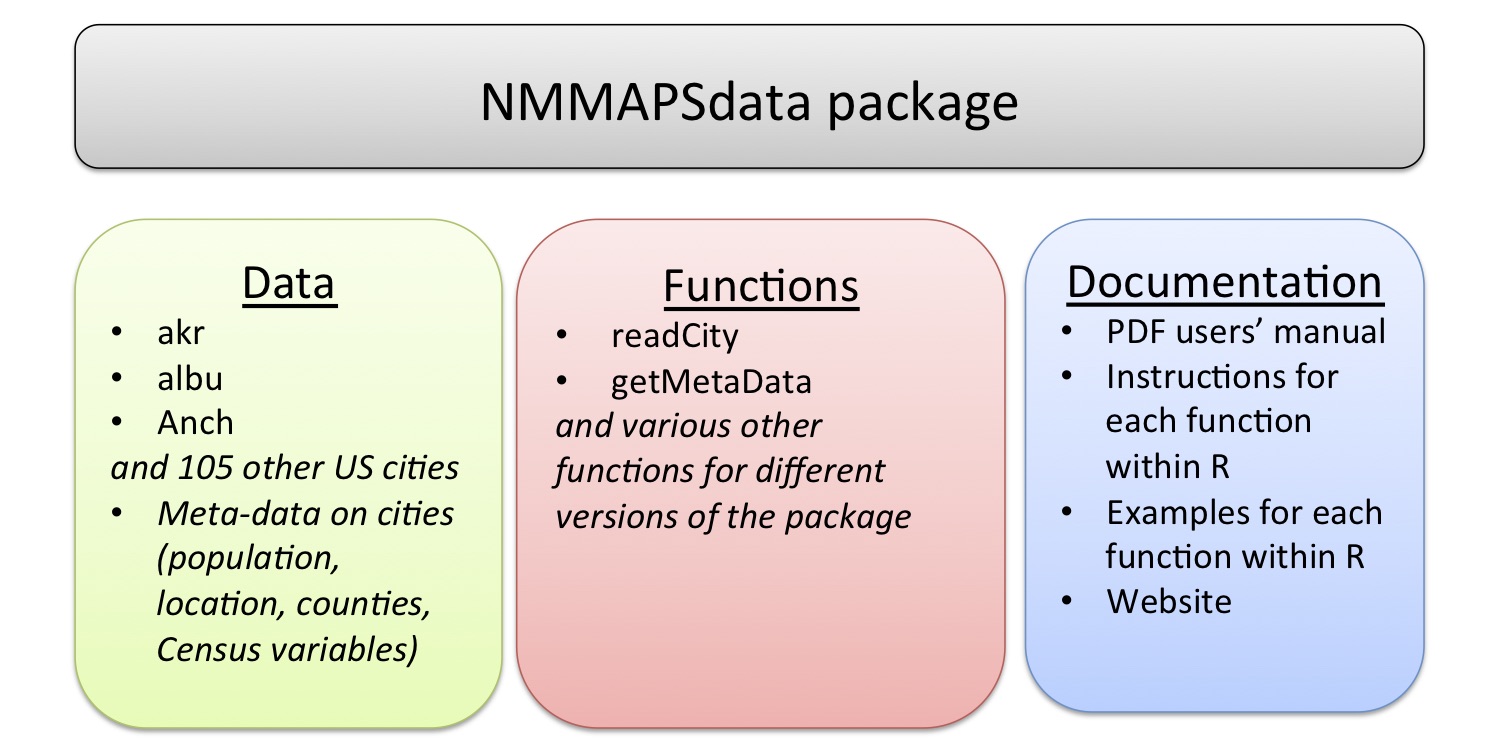 NMMAPSdata package
Data
• akr
• albu
• Anch
and 105 other US cities
• Meta-data on cities
(population,
location, counties,
Census variables)
Functions
• readCity
• getMetaData
and various other
functions for different
versions of the package
Documentation
• PDF users’ manual
• Instructions for
each function
within R
• Examples for each
function within R
• Website